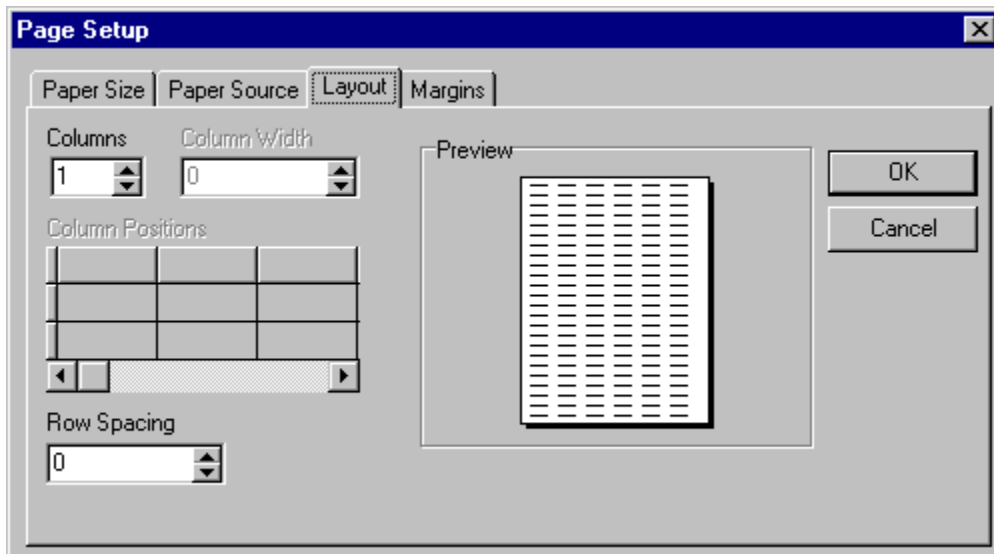 Page Setup
Paper Size Paper Source Layout Margins
Columns Column Width
1 0
Column Positions
Row Spacing
0
Preview
OK
Cancel